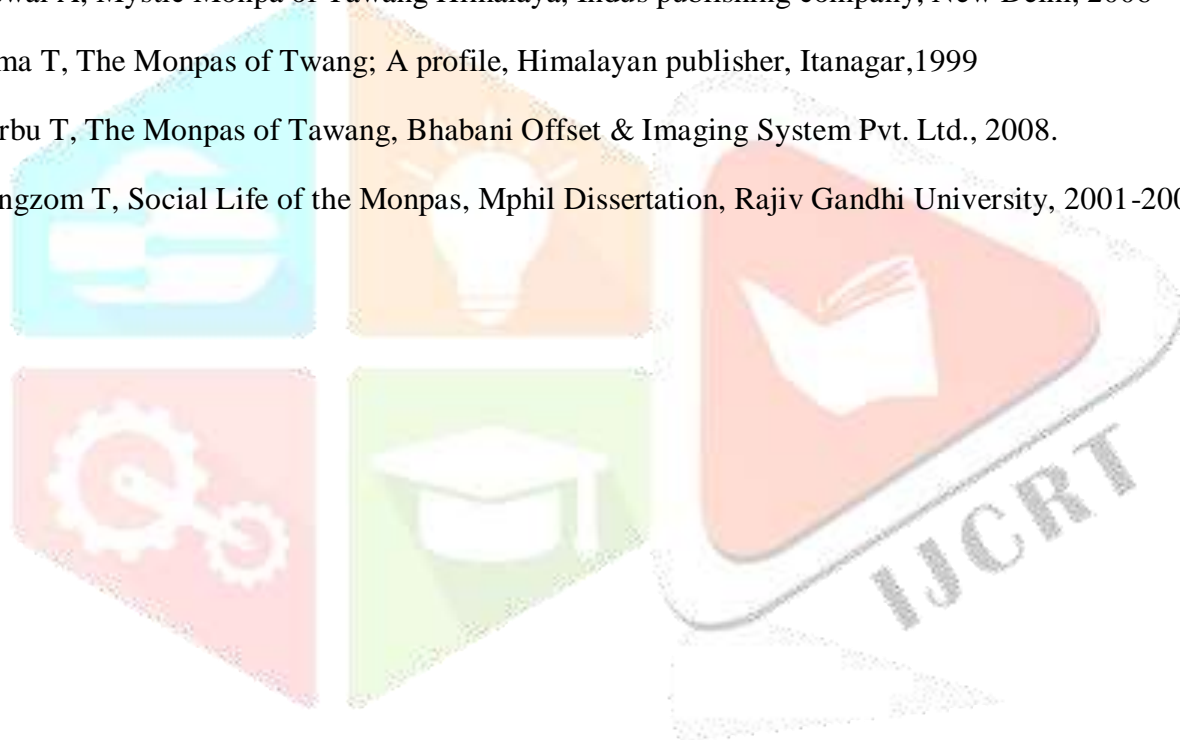 A, Mystic Monpa of Tawang Himalaya, Indus publishing company, New Delhi,
T, The Monpas of Twang; A profile, Himalayan publisher, Itanagar,1999
T, The Monpas of Tawang, Bhabani Offset & Imaging System Pvt. Ltd., 2008.
T, Social Life of the Monpas, Mphil Dissertation, Rajiv Gandhi University,
IJCRT